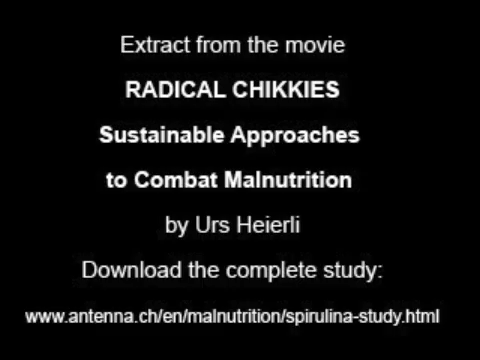 Extract from the movie
RADICAL CHIKKIES
Sustainable Approaches
to Combat Malnutrition
by Urs Heierli
Download the complete study:
www.antenna.ch/en/malnutrition/spirulina-study.html